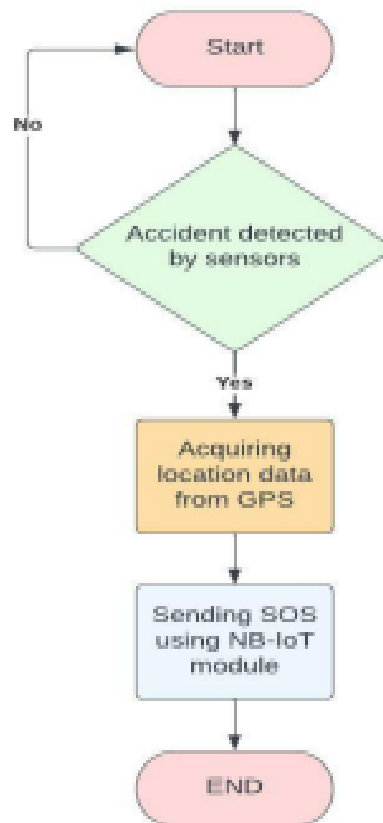 Start
No
Accident detected
by sensors
Yes
Acquiring
location data
from GPS
Sending SOS
using NB-IoT
module
END